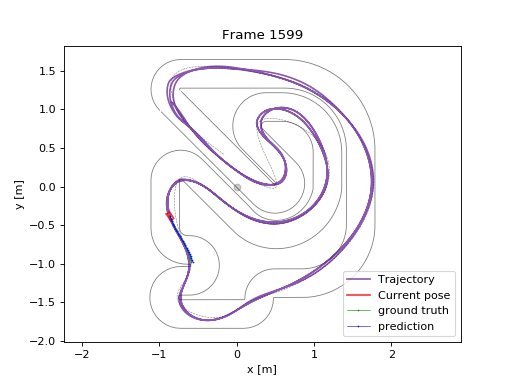 Frame 1599
y [m]
1.5
1.0
0.5
0.0
−0.5
−1.0
−1.5
−2.0
−2
−1
0
1
2
x [m]
Trajectory
Current pose
ground truth
prediction